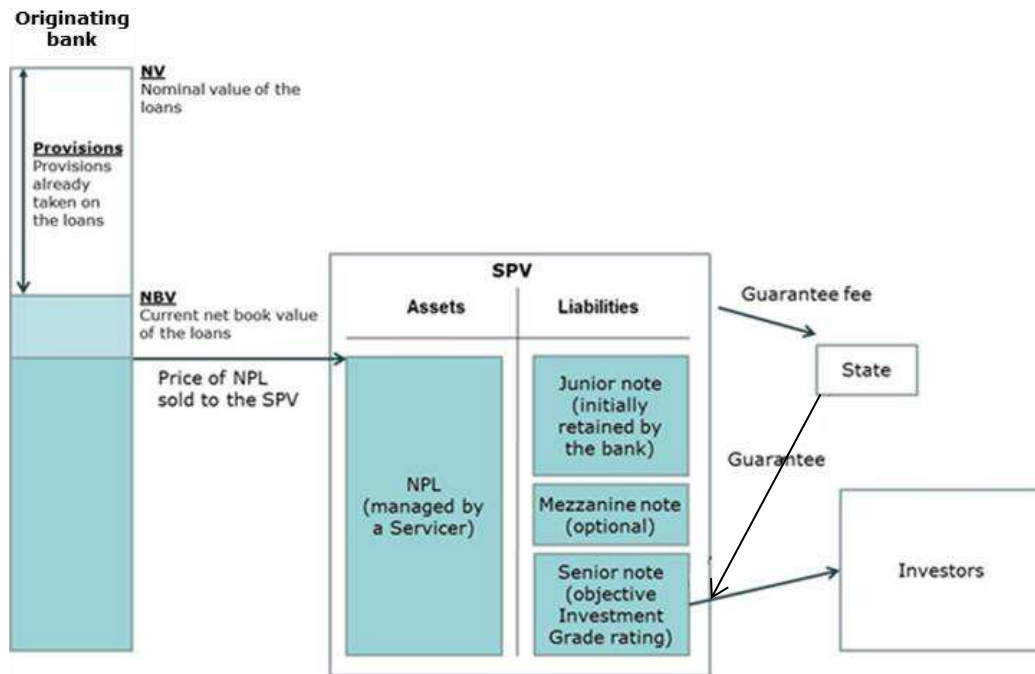 Originating
bank
NV
Nominal value of the
loans
Provisions
Provisions
already
taken on
the loans
NBV
Current net book value
of the loans
Price of NPL
sold to the SPV
SPV
Assets
Liabilities
NPL
(managed by
a Servicer)
Junior note
(initially
retained by
the bank)
Mezzanine note
(optional)
Senior note
(objective
Investment
Grade rating)
Guarantee fee
State
Guarantee
Investors